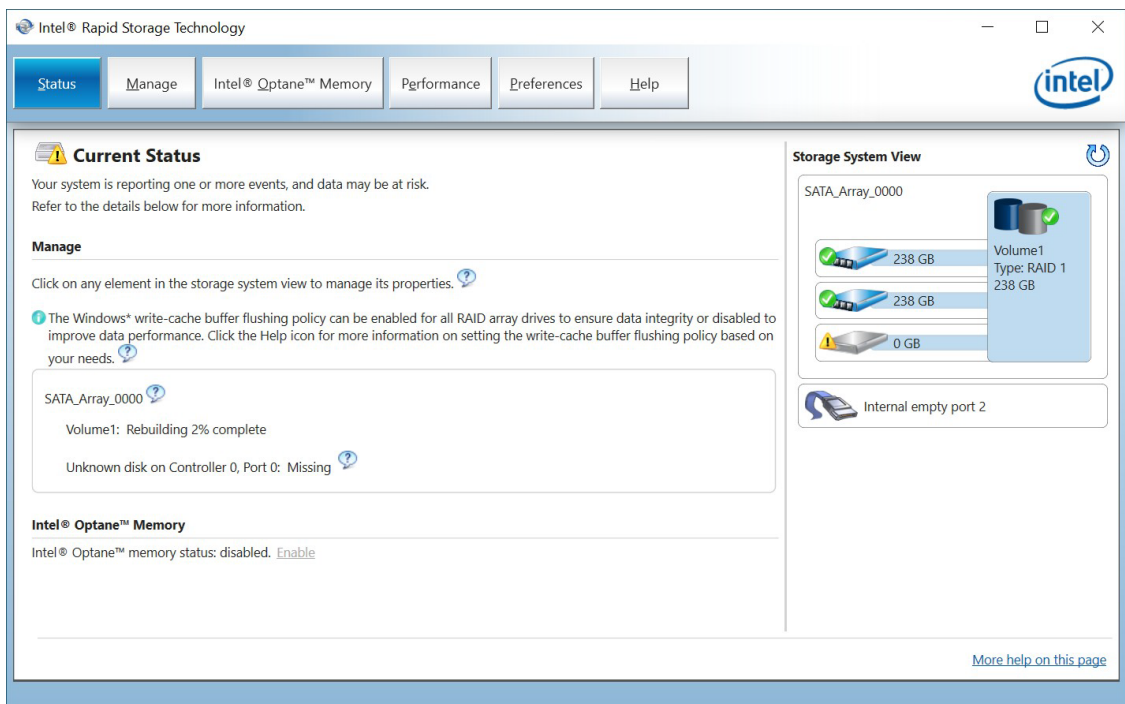 Intel® Rapid Storage Technology
Status
Manage
Intel® Optane™ Memory
Performance
Preferences
Help
intel
Current Status
Your system is reporting one or more events, and data may be at risk.
Refer to the details below for more information.
Manage
Click on any element in the storage system view to manage its properties.
The Windows* write-cache buffer flushing policy can be enabled for all RAID array drives to ensure data integrity or disabled to
improve data performance. Click the Help icon for more information on setting the write-cache buffer flushing policy based on
your needs.
SATA_Array_0000
Volume1: Rebuilding 2% complete
Unknown disk on Controller 0, Port 0: Missing
Intel® Optane™ Memory
Intel® Optane™ memory status: disabled. Enable
Storage System View
SATA_Array_0000
238 GB
238 GB
0 GB
Volume1
Type: RAID 1
238 GB
Internal empty port 2
More help on this page